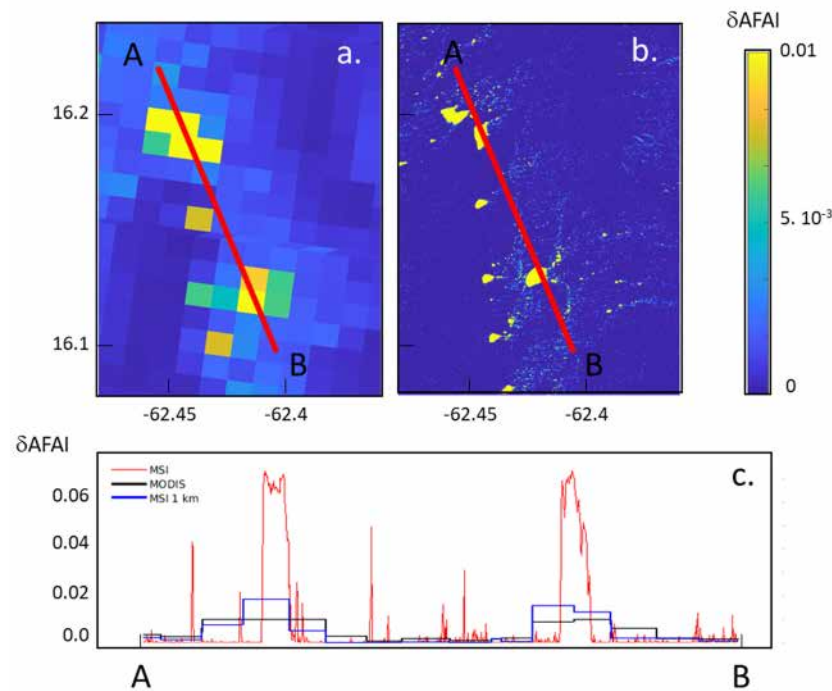 δAFAI
A a. A b. 0.01
16.2
5. 10-3
16.1 B B 0
-62.45 -62.4 -62.45 -62.4
δAFAI
MSI c.
MODIS
MSI 1 km
0.06
0.04
0.02
0.0
A B